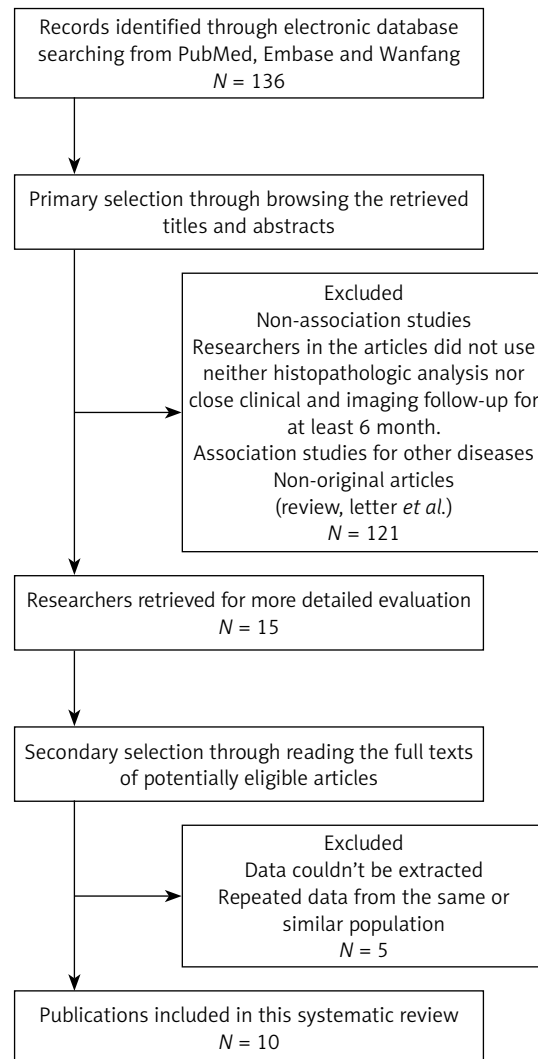 Records identified through electronic database
searching from PubMed, Embase and Wanfang
N = 136
Primary selection through browsing the retrieved
titles and abstracts
Excluded
Non-association studies
Researchers in the articles did not use
neither histopathologic analysis nor
close clinical and imaging follow-up for
at least 6 month.
Association studies for other diseases
Non-original articles
(review, letter et al.)
N = 121
Researchers retrieved for more detailed evaluation
N = 15
Secondary selection through reading the full texts
of potentially eligible articles
Excluded
Data couldn’t be extracted
Repeated data from the same or
similar population
N = 5
Publications included in this systematic review
N = 10